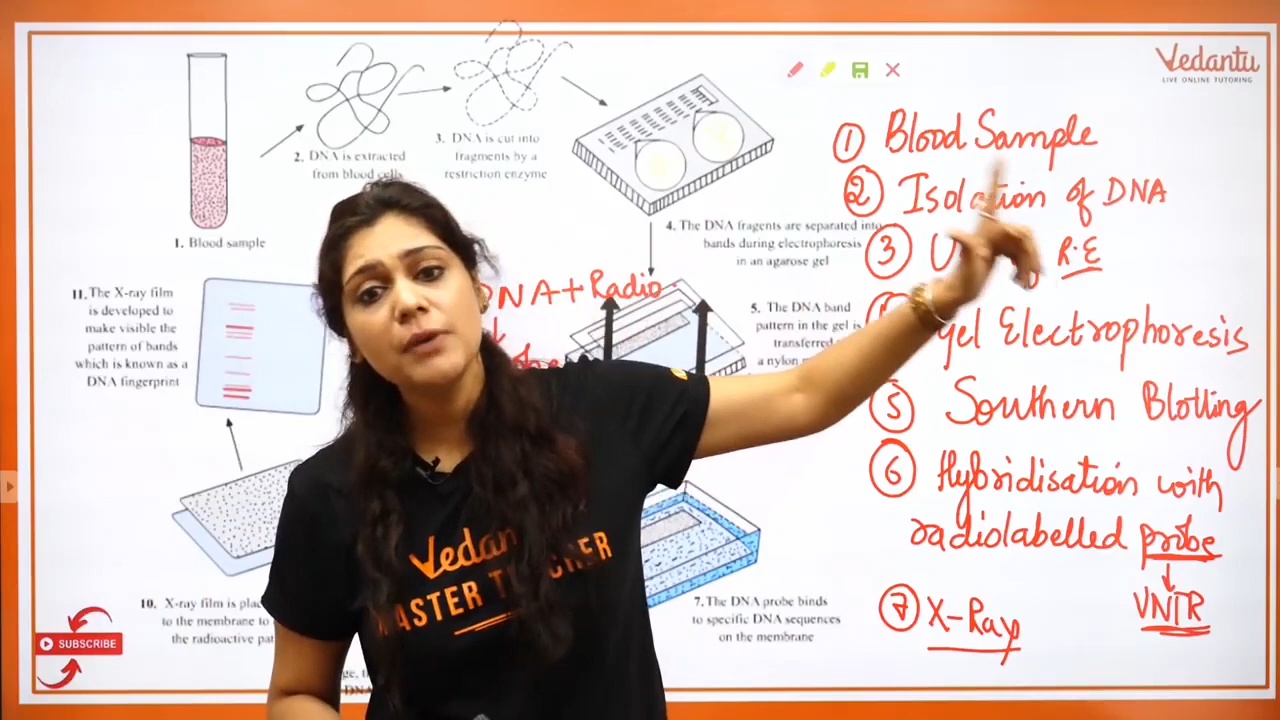 Vedantu
LIVE ONLINE TUTORING
1. Blood sample
2. DNA is extracted
from blood cells
3. DNA is cut into
fragments by a
restriction enzyme
4. The DNA fragents are separated into
bands during electrophoresis
in an agarose gel
5. The DNA band
pattern in the gel is
transferred
a nylon
7. The DNA probe binds
to specific DNA sequences
on the membrane
10. X-ray film is
to the membrane to
the radioactive
11. The X-ray film
is developed to
make visible the
pattern of bands
which is known as a
DNA fingerprint
DNA+Radio.
① Blood Sample
② Isolation of DNA
③ R.E
gel Electrophoresis
⑤ Southern Blotting
⑥ Hybridisation with
radiolabelled probe
VNTR
⑦ X-Ray
SUBSCRIBE
Vedan
MASTER TEACHER